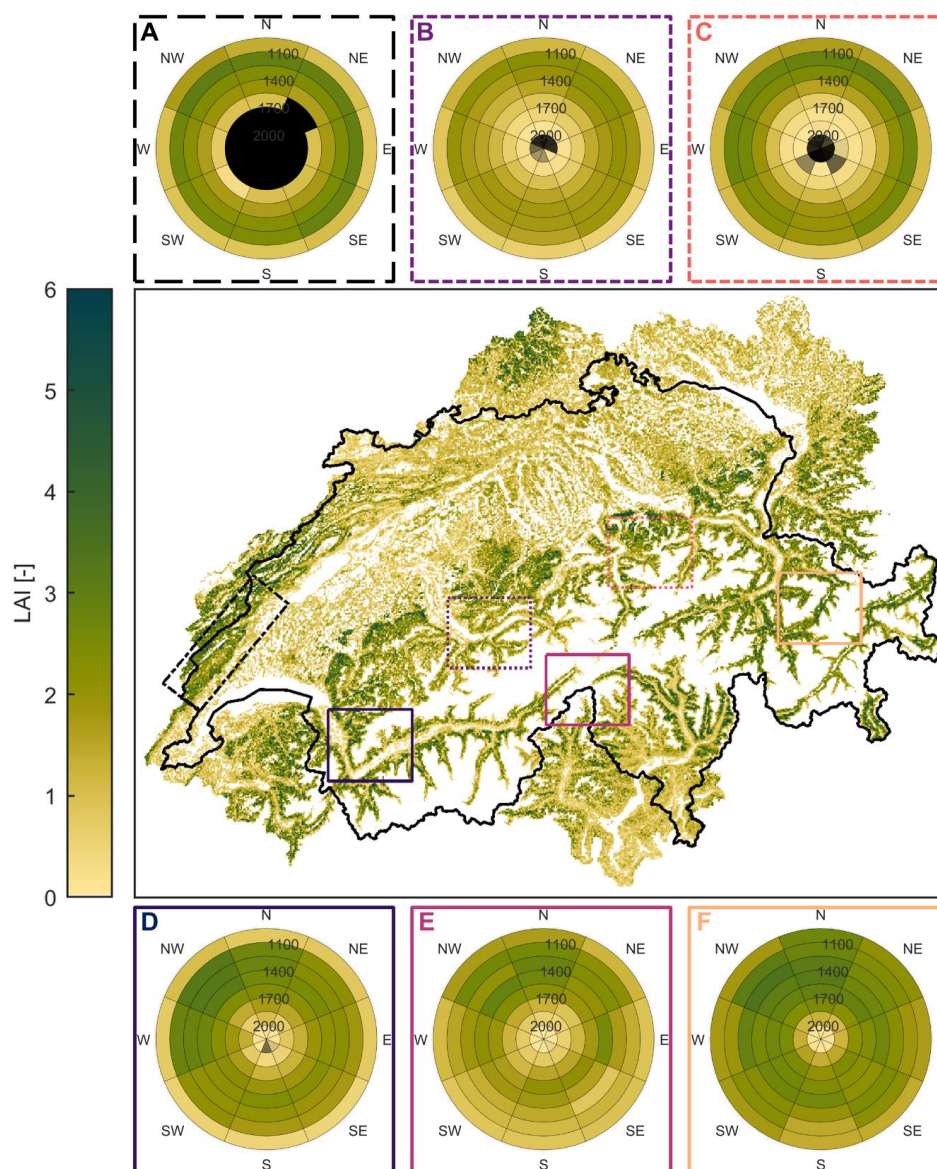 A
N
NW
NE
1100
1400
1700
2000
W
E
SW
SE
S
B
N
NW
NE
1100
1400
1700
2000
W
E
SW
SE
S
C
N
NW
NE
1100
1400
1700
2000
W
E
SW
SE
S
LAI [-]
6
5
4
3
2
1
0
D
N
NW
NE
1100
1400
1700
2000
W
E
SW
SE
S
E
N
NW
NE
1100
1400
1700
2000
W
E
SW
SE
S
F
N
NW
NE
1100
1400
1700
2000
W
E
SW
SE
S